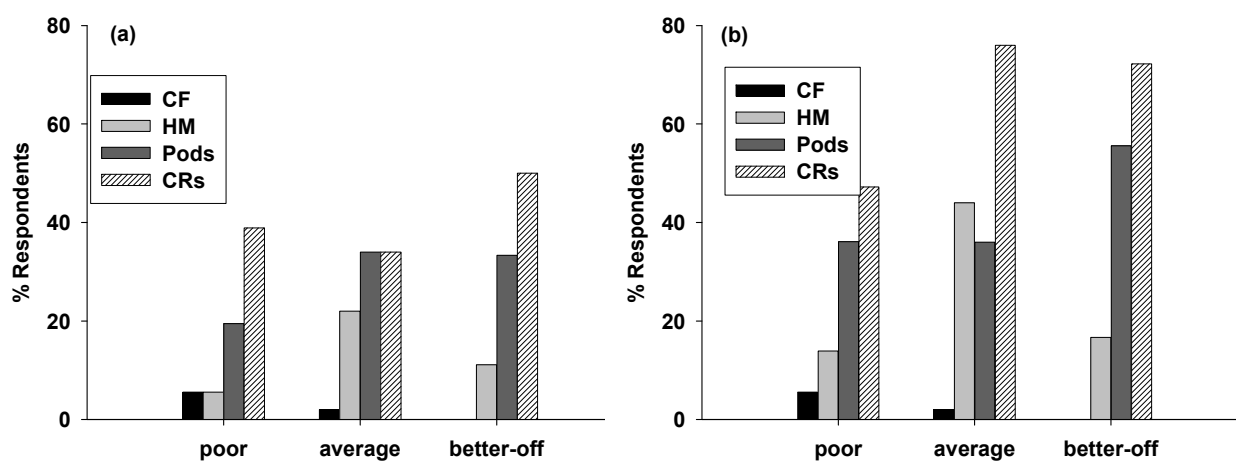 (a)
% Respondents
80
60
40
20
0
CF
HM
Pods
CRs
poor average better-off
(b)
% Respondents
80
60
40
20
0
CF
HM
Pods
CRs
poor average better-off